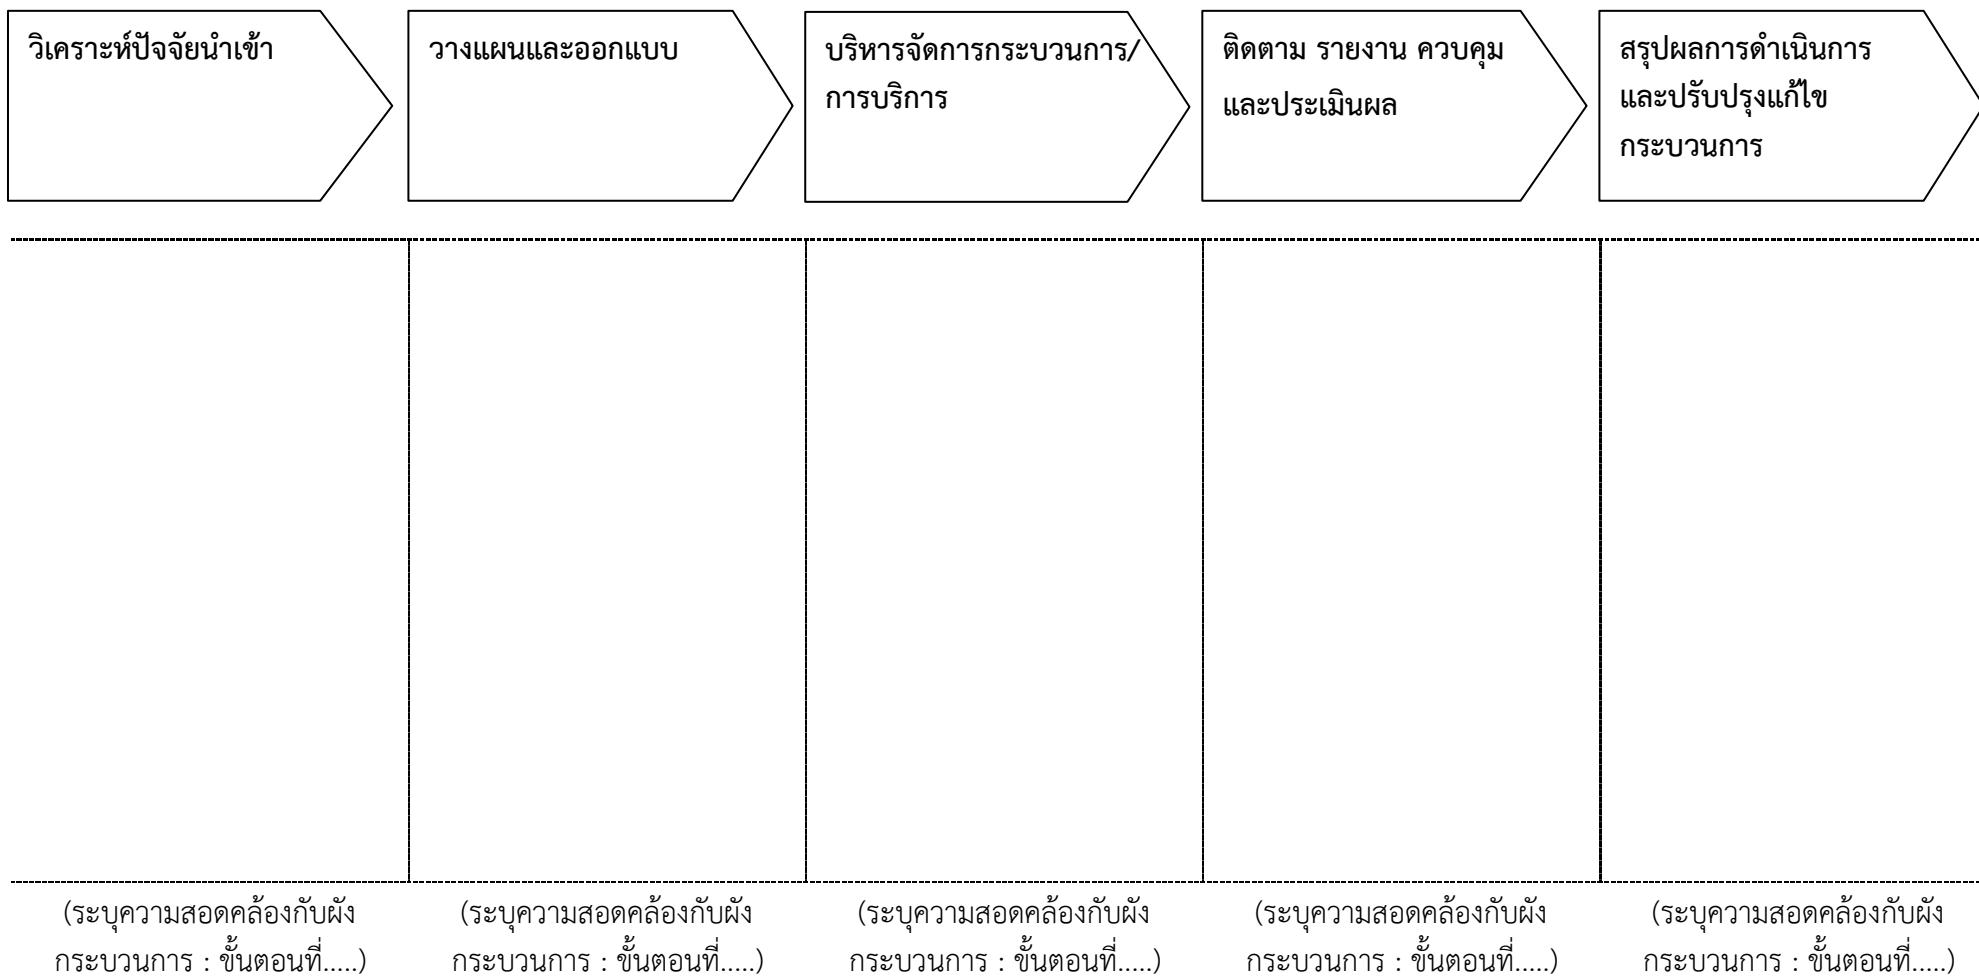 วิเคราะห์ปัจจัยนำเข้า
วางแผนและออกแบบ
บริหารจัดการกระบวนการ/
การบริการ
ติดตาม รายงาน ควบคุม
และประเมินผล
สรุปผลการดำเนินการ
และปรับปรุงแก้ไข
กระบวนการ
(ระบุความสอดคล้องกับผัง
กระบวนการ : ขั้นตอนที่.....)
(ระบุความสอดคล้องกับผัง
กระบวนการ : ขั้นตอนที่.....)
(ระบุความสอดคล้องกับผัง
กระบวนการ : ขั้นตอนที่.....)
(ระบุความสอดคล้องกับผัง
กระบวนการ : ขั้นตอนที่.....)
(ระบุความสอดคล้องกับผัง
กระบวนการ : ขั้นตอนที่.....)